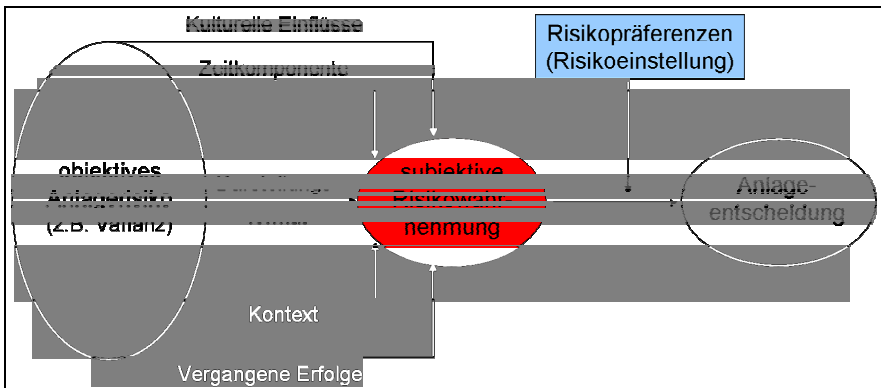 Kulturelle Einflüsse
Zeitkomponente
Risikopräferenzen
(Risikoeinstellung)
objektives
Anlagerisiko
(z.B. Varianz)
subjektive
Risikowahr-
nehmung
Anlage-
entscheidung
Kontext
Vergangene Erfolge